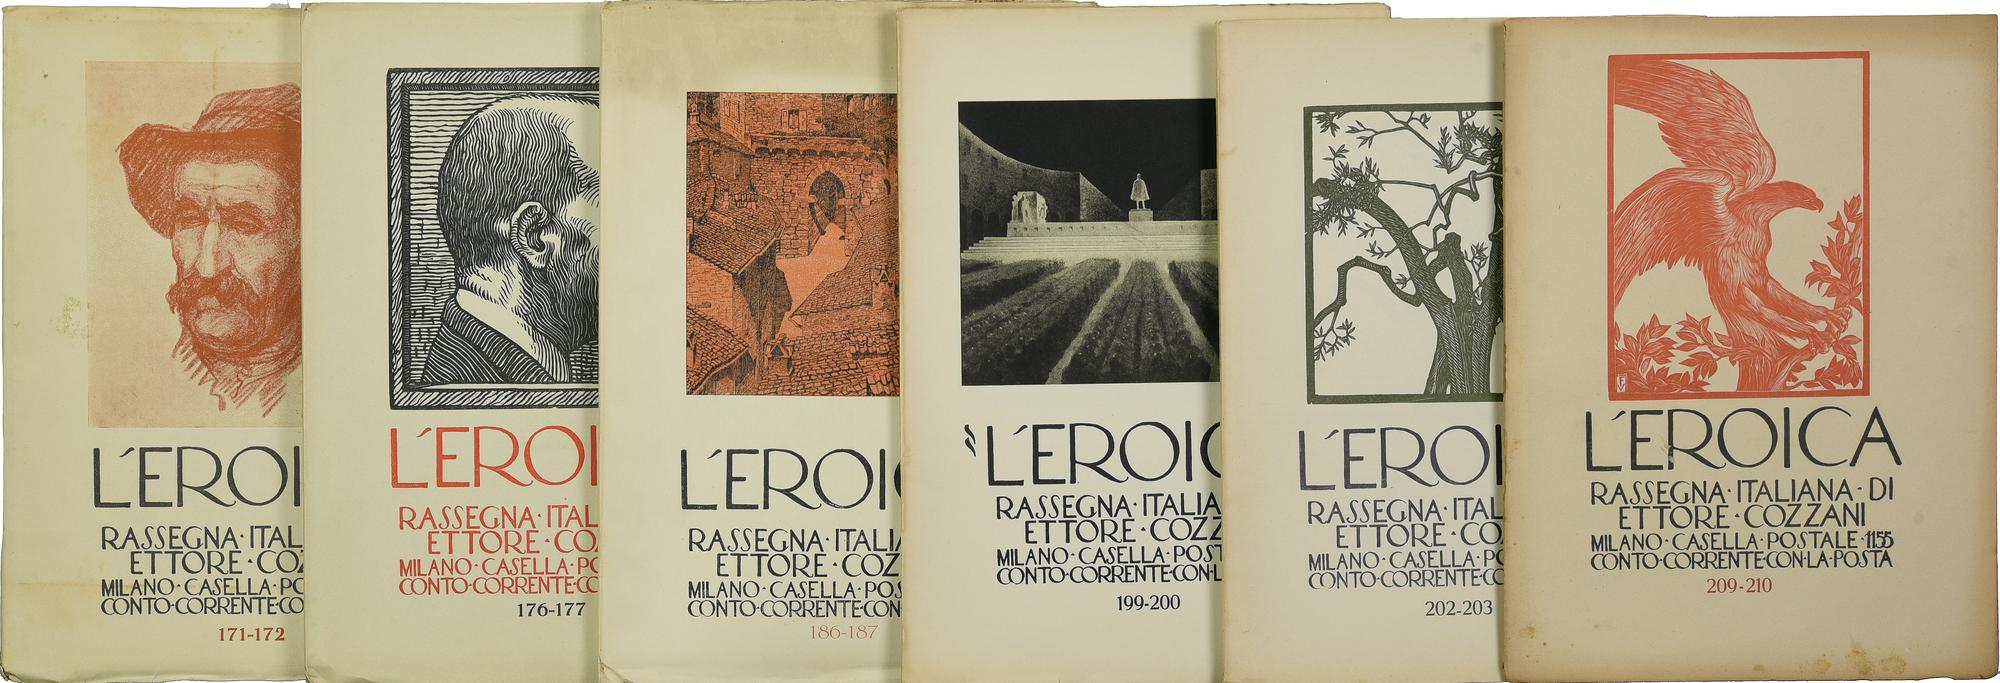 L'EROI
RASSEGNA·ITAL
ETTORE·CO
MILANO·CASELLA·PO
CONTO·CORRENTE·CO
171-172
L'EROI
RASSEGNA·ITAL
ETTORE·CO
MILANO·CASELLA·PO
CONTO·CORRENTE·CO
176-177
L'EROIC
RASSEGNA·ITALI
ETTORE·COZ
MILANO·CASELLA·POS
CONTO·CORRENTE·CON
186-187
L'EROIC
RASSEGNA·ITALIA
ETTORE·COZZ
MILANO·CASELLA·POST
CONTO·CORRENTE·CON·L
199-200
L'EROI
RASSEGNA·ITAL
ETTORE·CO
MILANO·CASELLA·PO
CONTO·CORRENTE·C
202-203
L'EROICA
RASSEGNA·ITALIANA·DI
ETTORE·COZZANI
MILANO·CASELLA·POSTALE·1155
CONTO·CORRENTE·CON·LA·POSTA
209-210